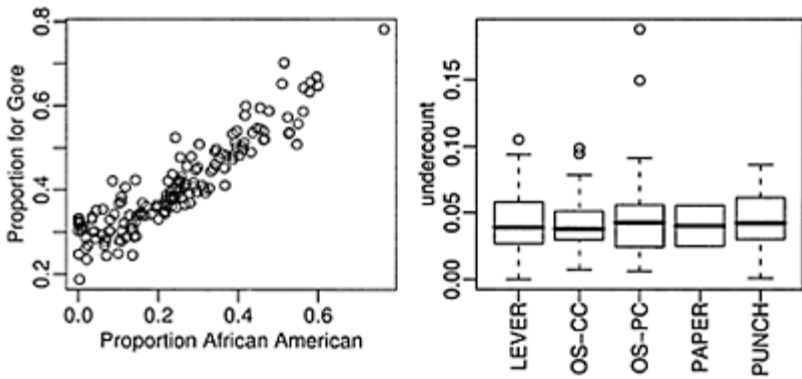 Proportion for Gore
0.8
0.6
0.4
0.2
0.0 0.2 0.4 0.6
Proportion African American
undercount
0.15
0.10
0.05
0.00
LEVER
OS-CC
OS-PC
PAPER
PUNCH